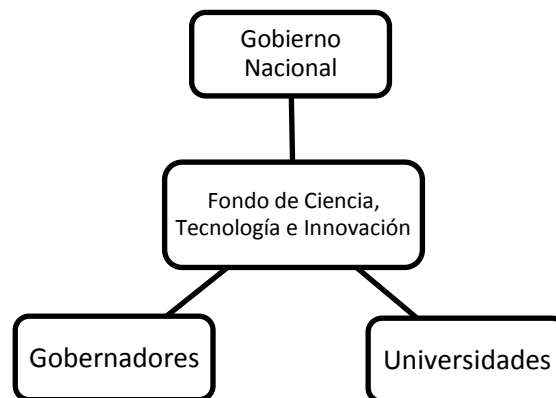 Gobierno
Nacional
Fondo de Ciencia,
Tecnología e Innovación
Gobernadores
Universidades